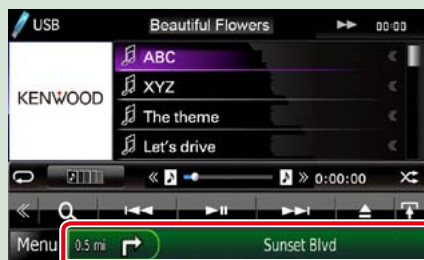 USB Beautiful Flowers 00:00
ABC
KENWOOD
XYZ
The theme
Let's drive
0:00:00
Menu 0.5 mi Sunset Blvd